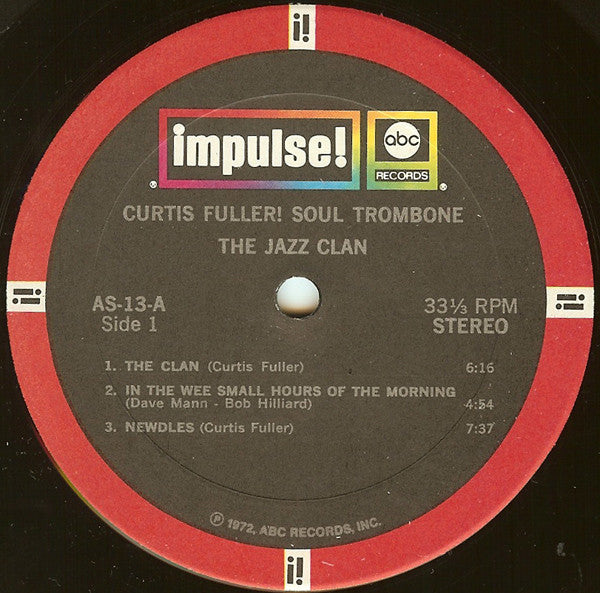 i!
impulse!
abc
RECORDS
®
®
CURTIS FULLER! SOUL TROMBONE
THE JAZZ CLAN
i!
i!
AS-13-A
33⅓ RPM
Side 1
STEREO
1. THE CLAN (Curtis Fuller) 6:16
2. IN THE WEE SMALL HOURS OF THE MORNING
(Dave Mann - Bob Hilliard) 4:54
3. NEWDLES (Curtis Fuller) 7:37
℗ 1972, ABC RECORDS, INC.
i!